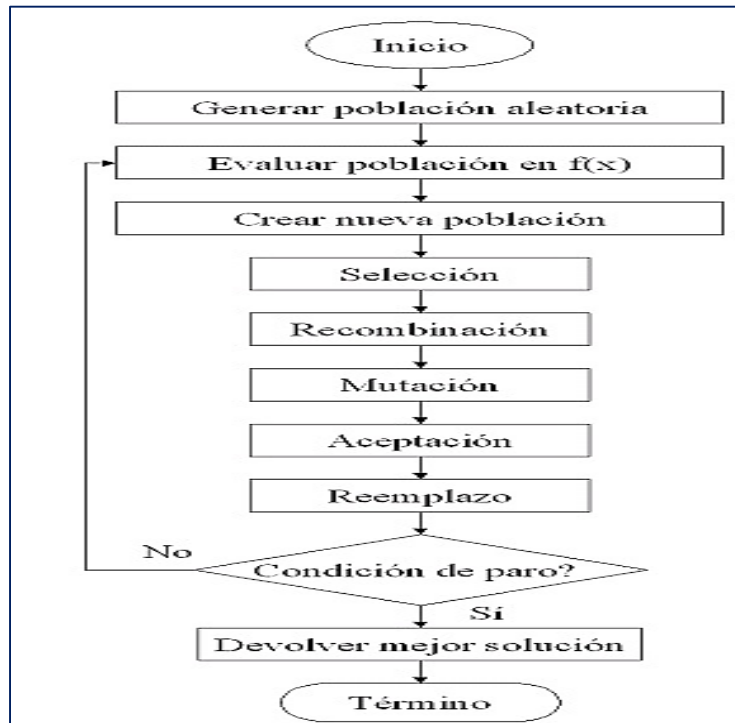 Inicio
Generar población aleatoria
Evaluar población en f(x)
Crear nueva población
Selección
Recombinación
Mutación
Aceptación
Reemplazo
No
Condición de paro?
Sí
Devolver mejor solución
Término